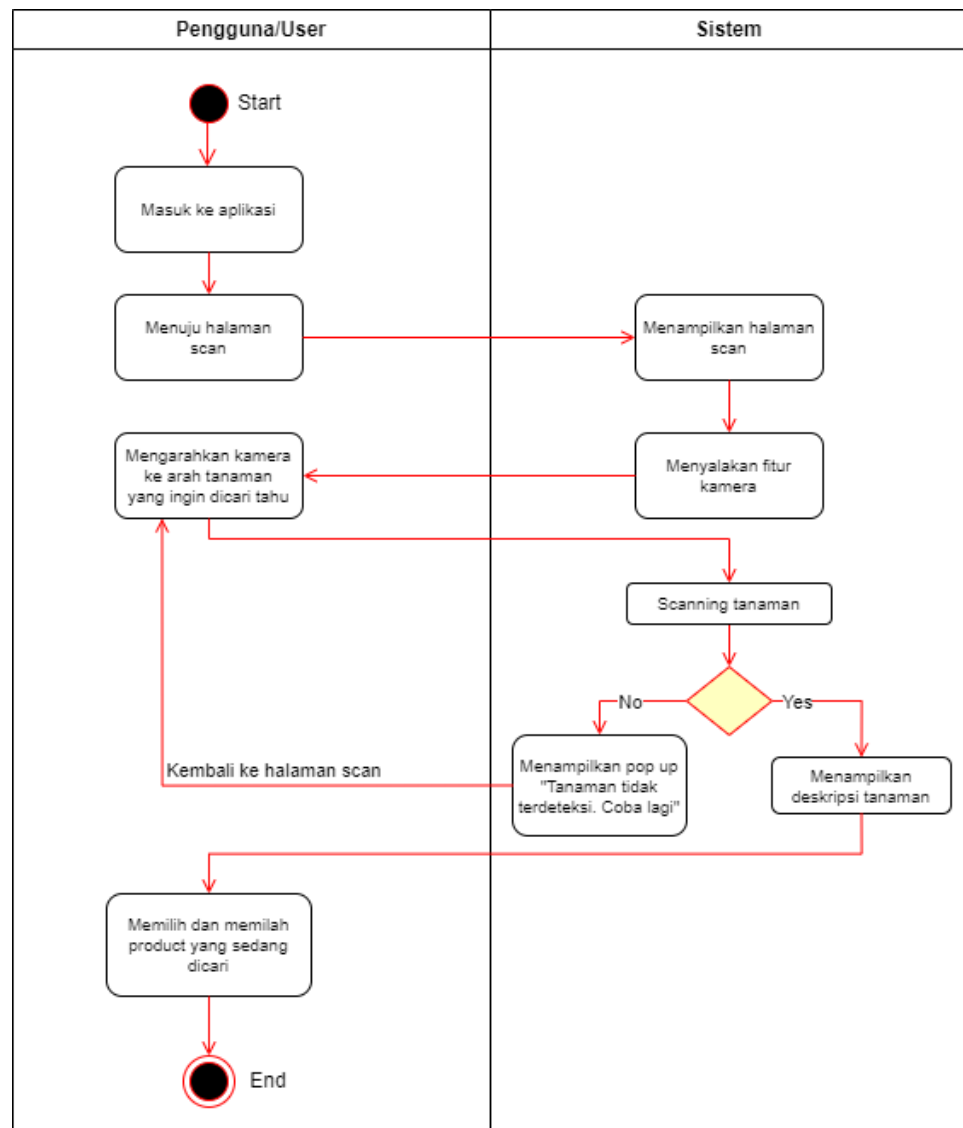 Pengguna/User
Sistem
Start
Masuk ke aplikasi
Menuju halaman
scan
Menampilkan halaman
scan
Mengarahkan kamera
ke arah tanaman
yang ingin dicari tahu
Menyalakan fitur
kamera
Scanning tanaman
No
Yes
Kembali ke halaman scan
Menampilkan pop up
"Tanaman tidak
terdeteksi. Coba lagi"
Menampilkan
deskripsi tanaman
Memilih dan memilah
product yang sedang
dicari
End